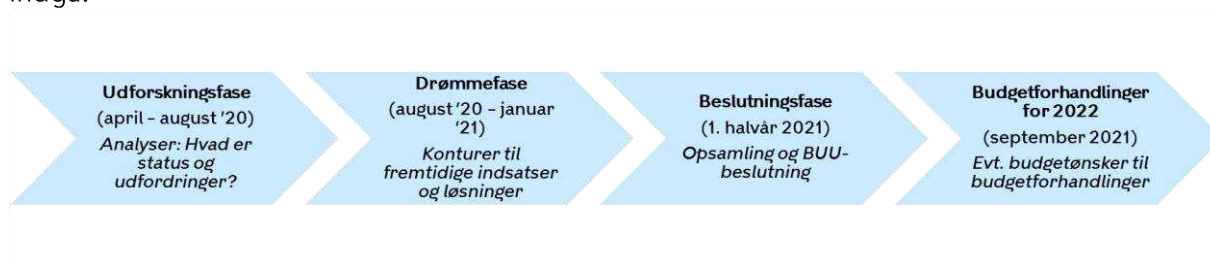 Udforskningsfase
(april - august '20)
Analyser: Hvad er
status og
udfordringer?
Drømmefase
(august '20 - januar
'21)
Konturer til
fremtidige indsatser
og løsninger
Beslutningsfase
(1. halvår 2021)
Opsamling og BUU-
beslutning
Budgetforhandlinger
for 2022
(september 2021)
Evt. budgetønsker til
budgetforhandlinger